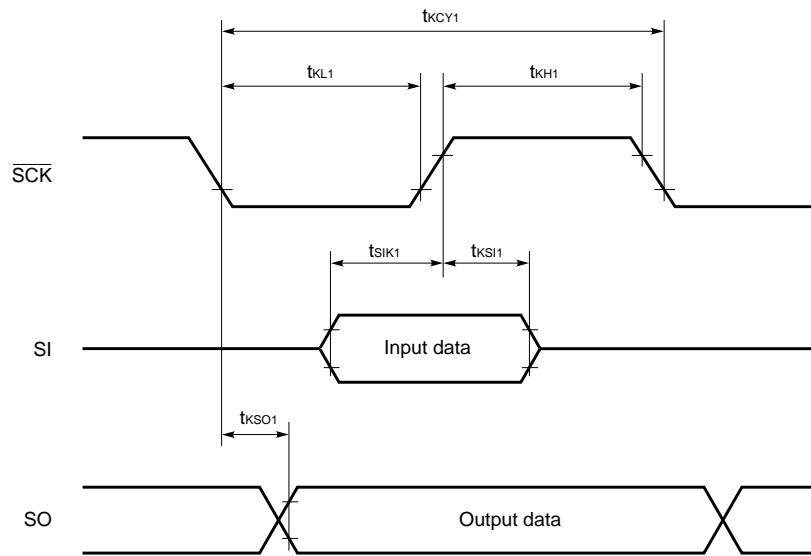 tKCY1
tKL1 tKH1
SCK
tSIK1 tKSI1
SI Input data
tKSO1
SO Output data